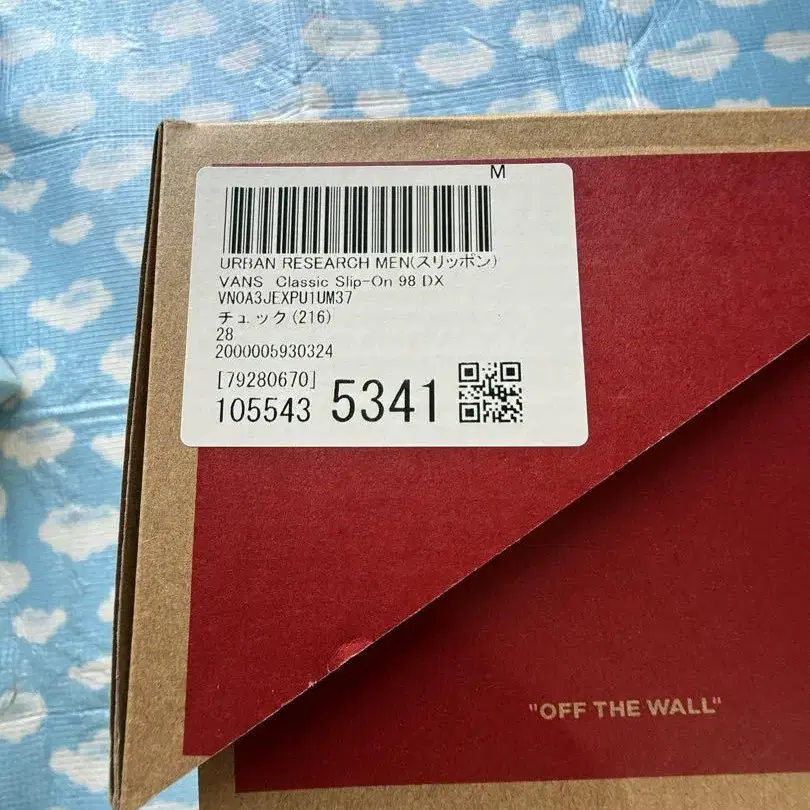 M
URBAN RESEARCH MEN(スリッポン)
VANS Classic Slip-On 98 DX
VN0A3JEXPU1UM37
チェック(216)
28
2000005930324
[79280670]
105543 5341
"OFF THE WALL"